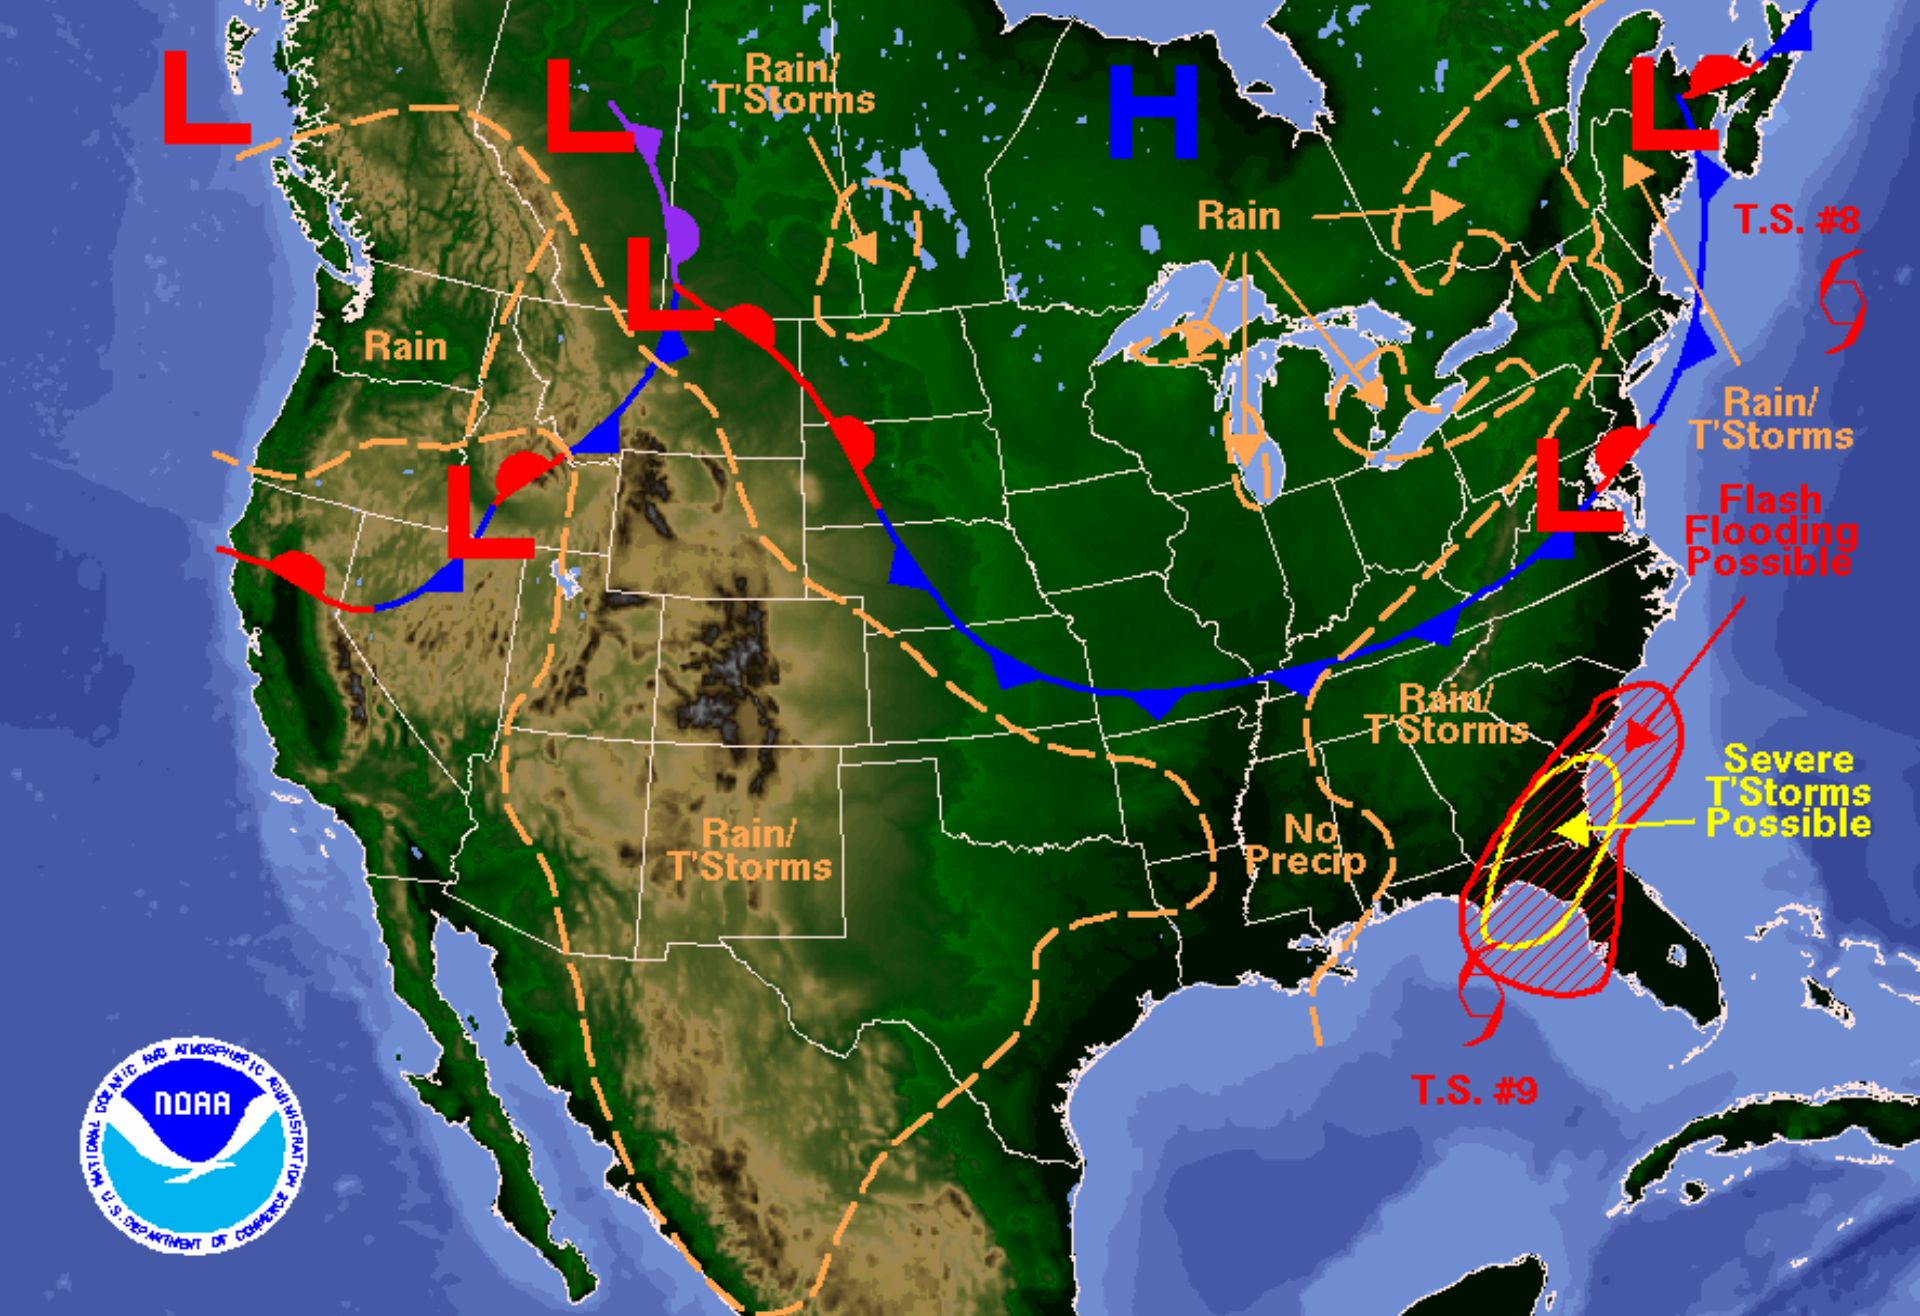 L
L
Rain/
T'Storms
H
L
Rain
T.S. #8
L
Rain
Rain/
T'Storms
L
L
Flash
Flooding
Possible
Rain/
T'Storms
Severe
T'Storms
Possible
Rain/
T'Storms
No
Precip
T.S. #9
NATIONAL OCEANIC AND ATMOSPHERIC ADMINISTRATION
NOAA
U.S. DEPARTMENT OF COMMERCE